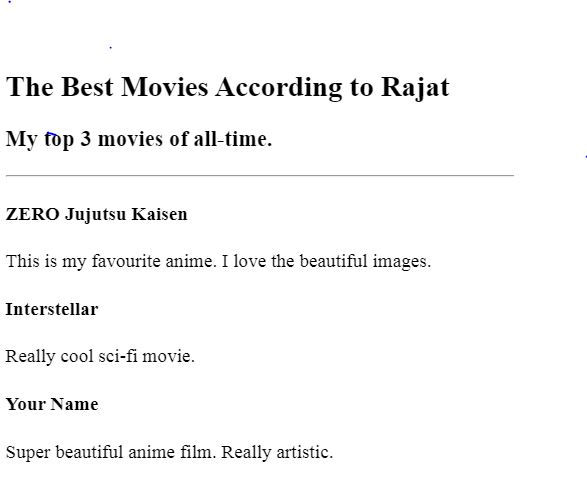 The Best Movies According to Rajat
My top 3 movies of all-time.
ZERO Jujutsu Kaisen
This is my favourite anime. I love the beautiful images.
Interstellar
Really cool sci-fi movie.
Your Name
Super beautiful anime film. Really artistic.